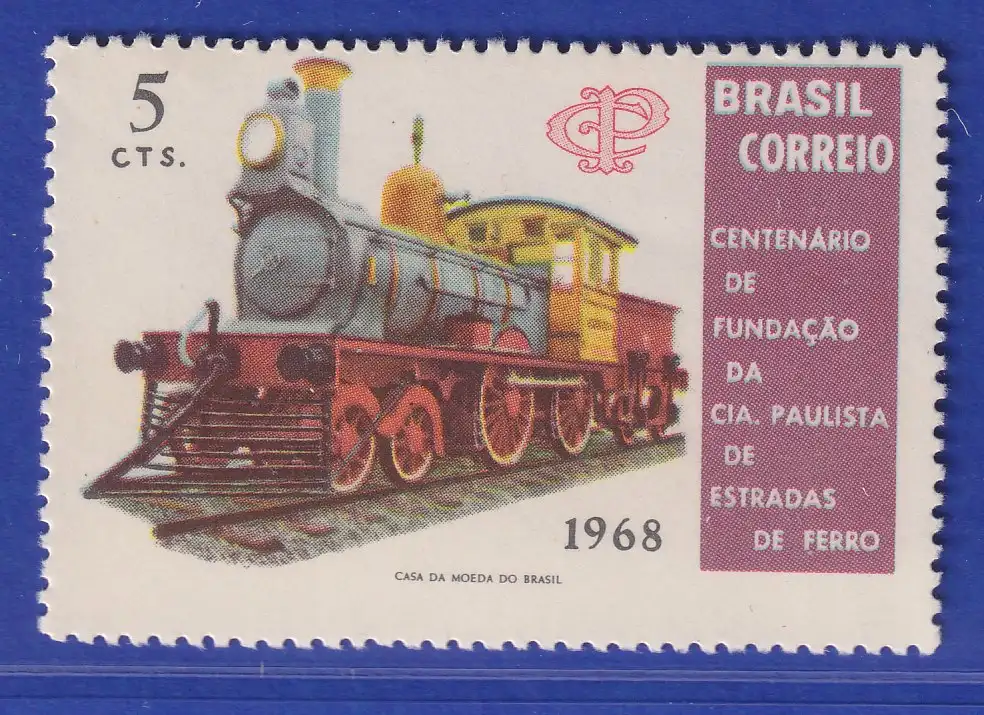 5
CTS.
CP
BRASIL
CORREIO
CENTENÁRIO
DE
FUNDAÇÃO
DA
CIA. PAULISTA
DE
ESTRADAS
DE FERRO
1968
CASA DA MOEDA DO BRASIL